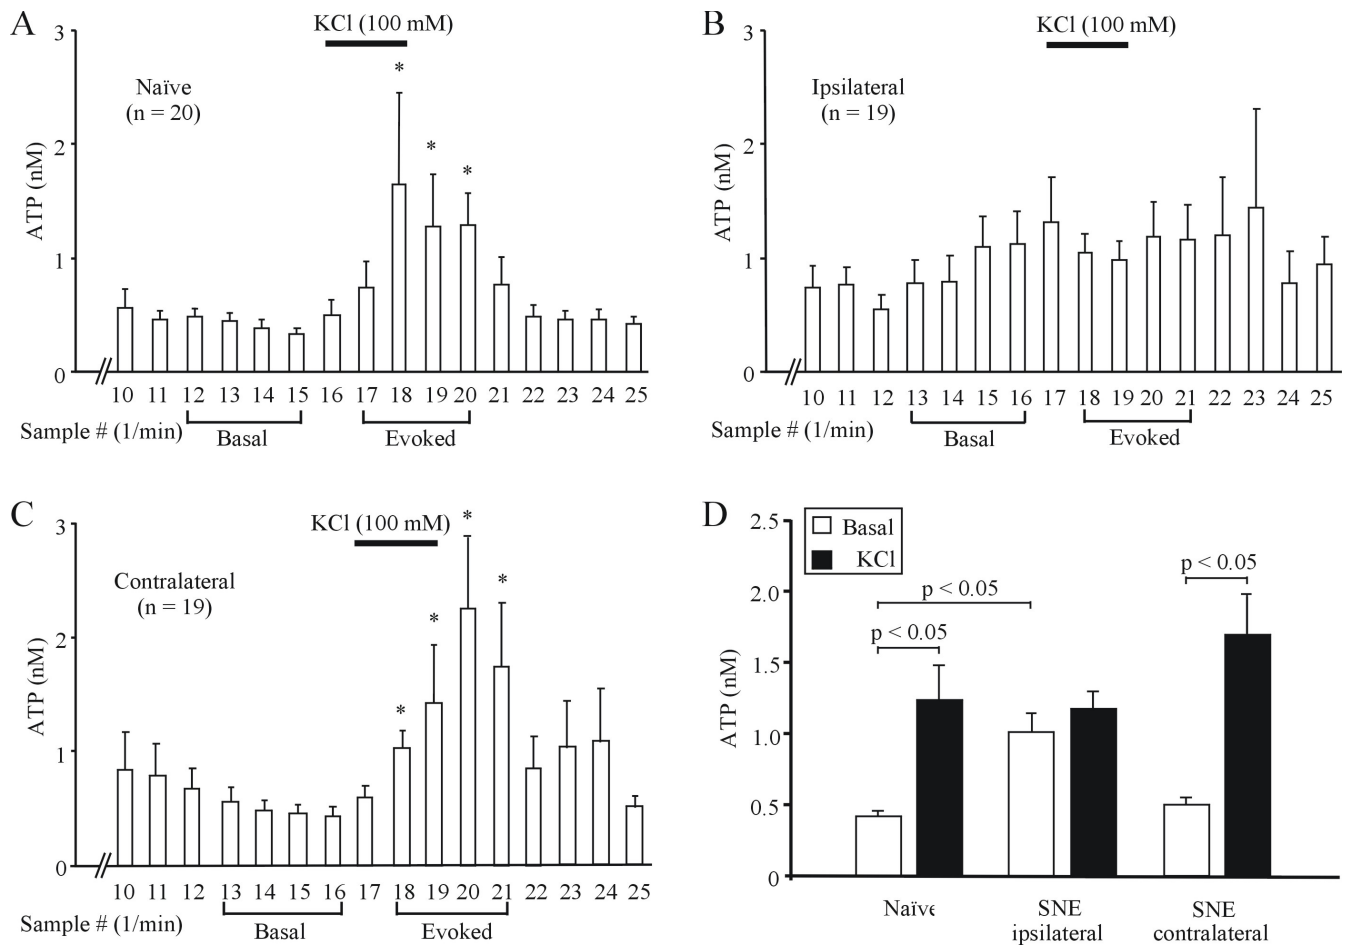 A
KCl (100 mM)
Naïve
(n = 20)
ATP (nM)
3
2
1
0
*
*
*
10 11 12 13 14 15 16 17 18 19 20 21 22 23 24 25
Sample # (1/min)
Basal
Evoked
B
KCl (100 mM)
Ipsilateral
(n = 19)
ATP (nM)
3
2
1
0
10 11 12 13 14 15 16 17 18 19 20 21 22 23 24 25
Sample # (1/min)
Basal
Evoked
C
KCl (100 mM)
Contralateral
(n = 19)
ATP (nM)
3
2
1
0
*
*
*
*
10 11 12 13 14 15 16 17 18 19 20 21 22 23 24 25
Sample # (1/min)
Basal
Evoked
D
Basal
KCl
ATP (nM)
2.5
2.0
1.5
1.0
0.5
0
p < 0.05
p < 0.05
p < 0.05
Naïve
SNE
ipsilateral
SNE
contralateral